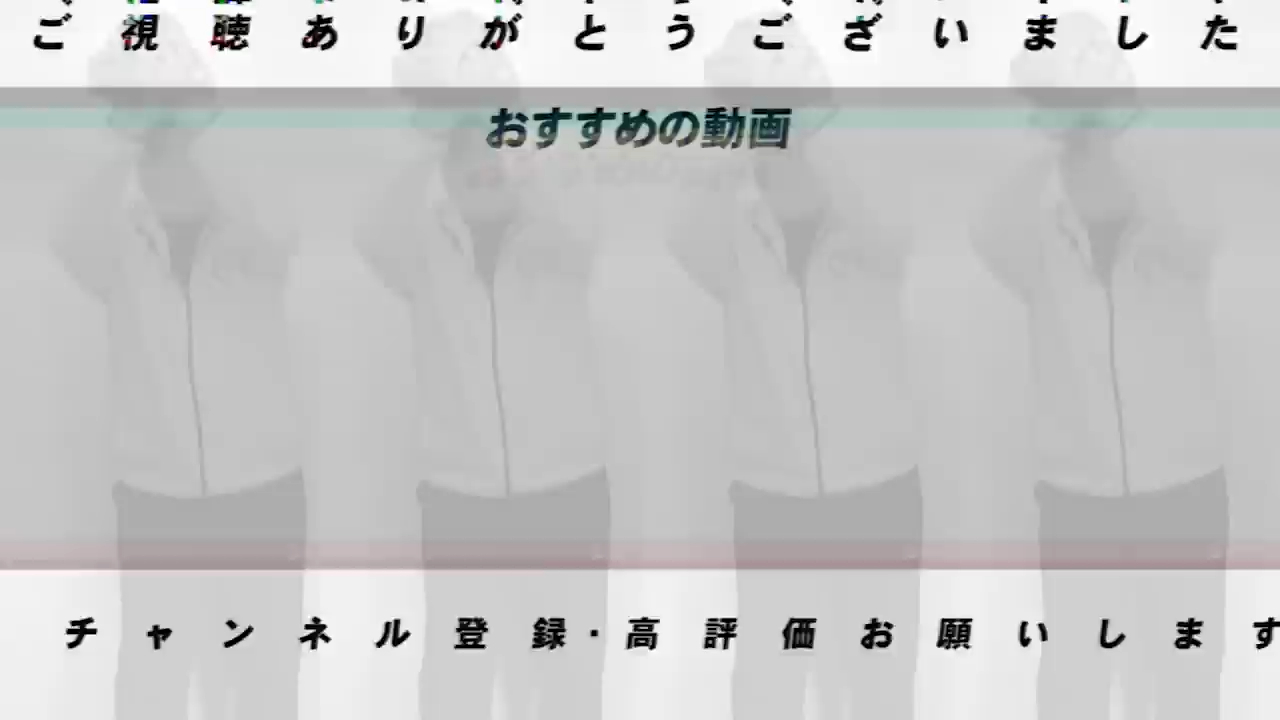 ご視聴ありがとうございました
おすすめの動画
チャンネル登録・高評価お願いします